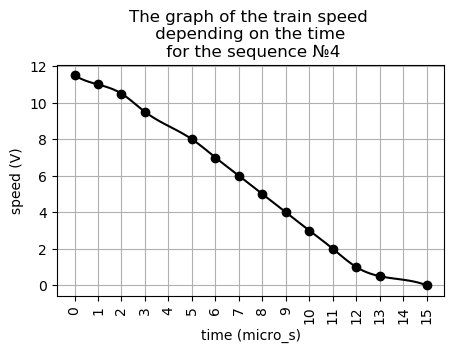 The graph of the train speed
depending on the time
for the sequence №4
12
10
8
6
4
2
0
speed (V)
0 1 2 3 4 5 6 7 8 9 10 11 12 13 14 15
time (micro_s)